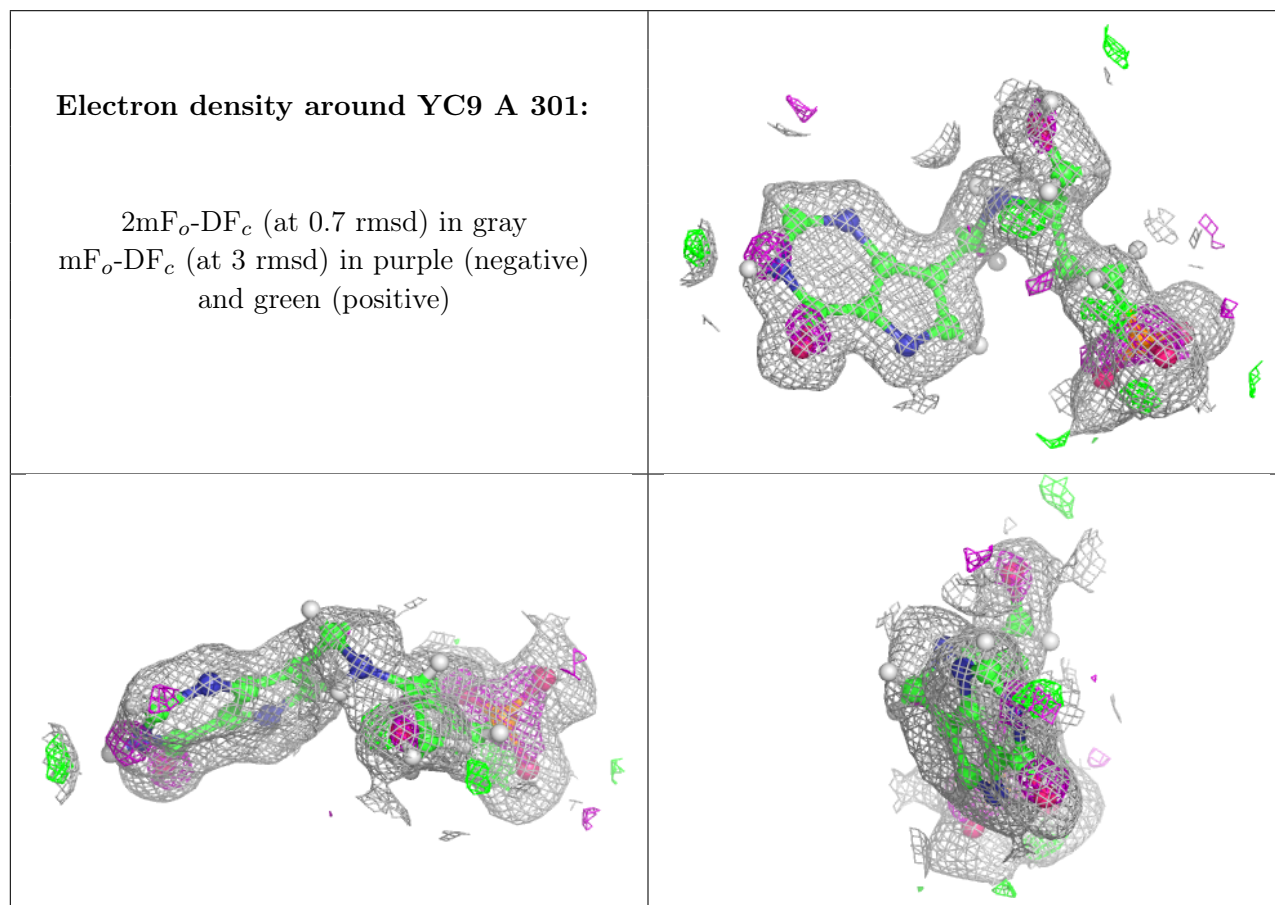 Electron density around YC9 A 301:
2mFo-DFc (at 0.7 rmsd) in gray
mFo-DFc (at 3 rmsd) in purple (negative)
and green (positive)